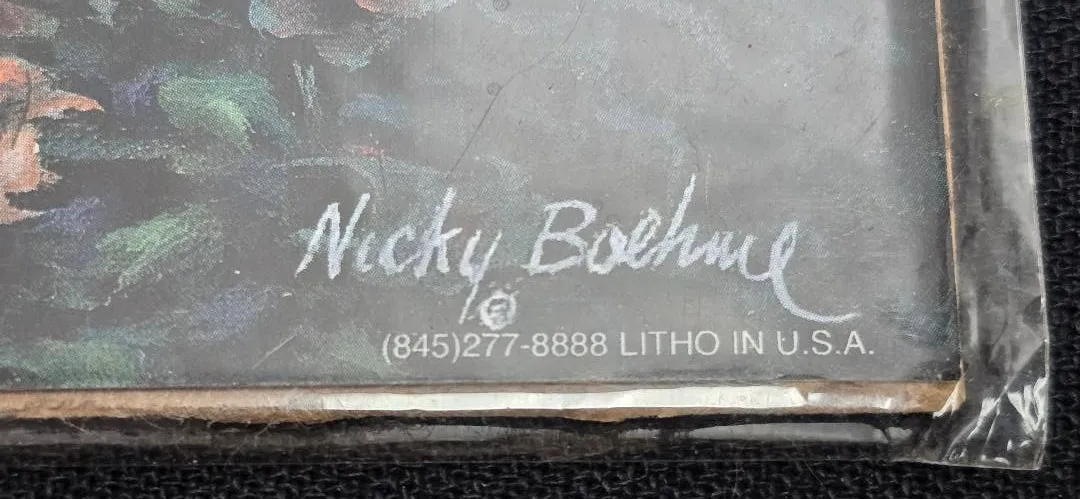 Nicky Boehme
(845)277-8888 LITHO IN U.S.A.